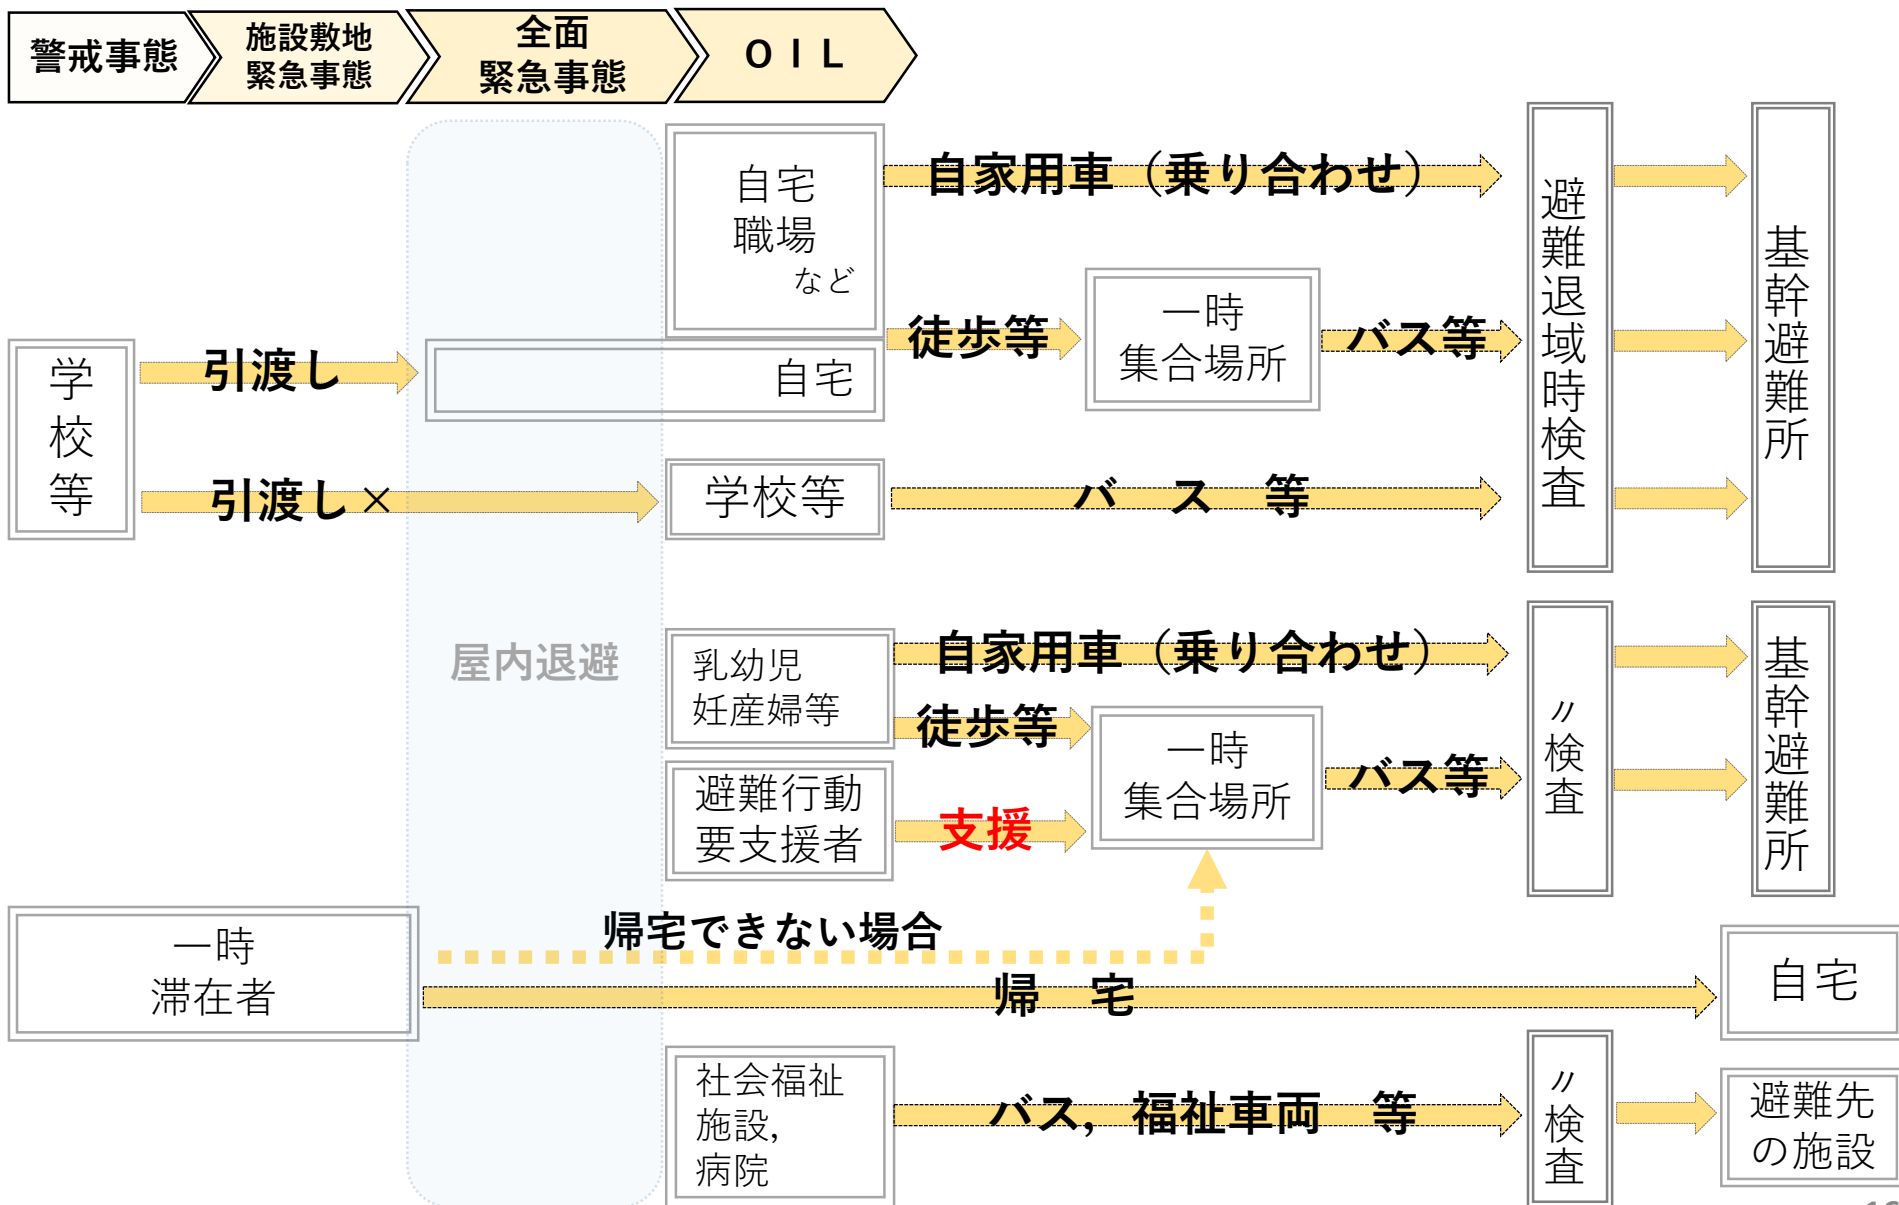 警戒事態
施設敷地
緊急事態
全面
緊急事態
ＯＩＬ
自宅
職場
など
自家用車（乗り合わせ）
避難退域時検査
基幹避難所
徒歩等
一時
集合場所
バス等
学校等
引渡し
自宅
引渡し×
学校等
バ　ス　等
屋内退避
乳幼児
妊産婦等
自家用車（乗り合わせ）
徒歩等
一時
集合場所
バス等
〃検査
基幹避難所
避難行動
要支援者
支援
一時
滞在者
帰宅できない場合
帰　宅
自宅
社会福祉
施設，
病院
バス，福祉車両　等
〃検査
避難先
の施設